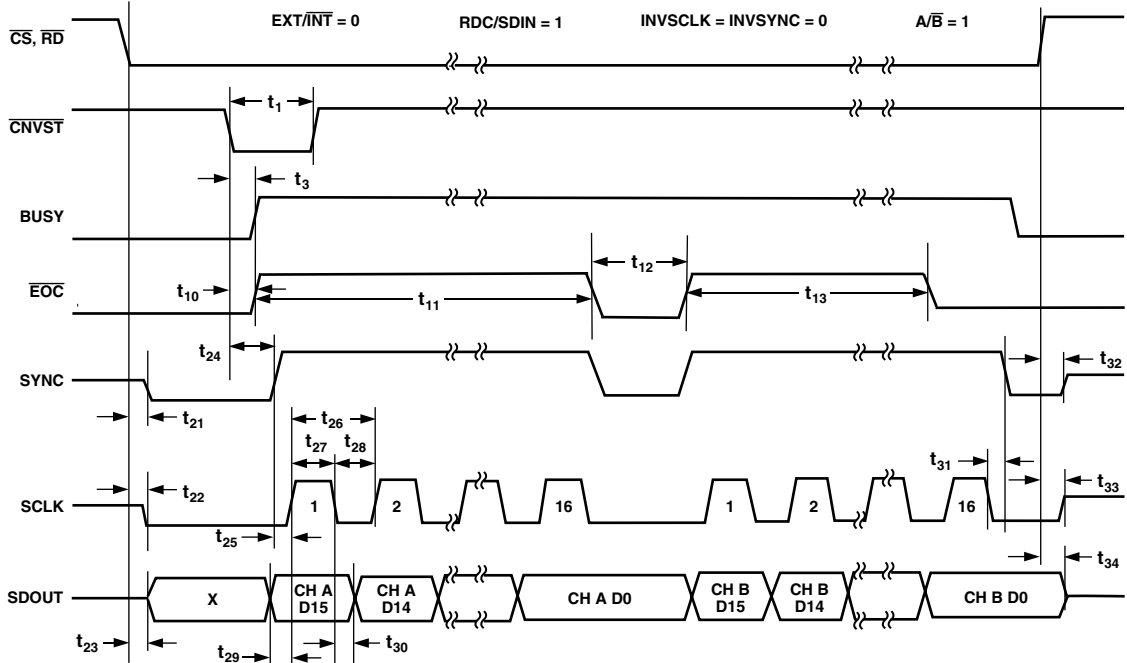 EXT/INT = 0 RDC/SDIN = 1 INVSCLK = INVSYNC = 0 A/B = 1
CS, RD
t1
CNVST
t3
BUSY
t12
t10
EOC
t11
t13
t24
t32
SYNC
t21
t26
t27
t28
t31
t22
t33
SCLK
1
2
16
1
2
16
t25
t34
SDOUT
X
CH A
D15
CH A
D14
CH A D0
CH B
D15
CH B
D14
CH B D0
t23
t29
t30